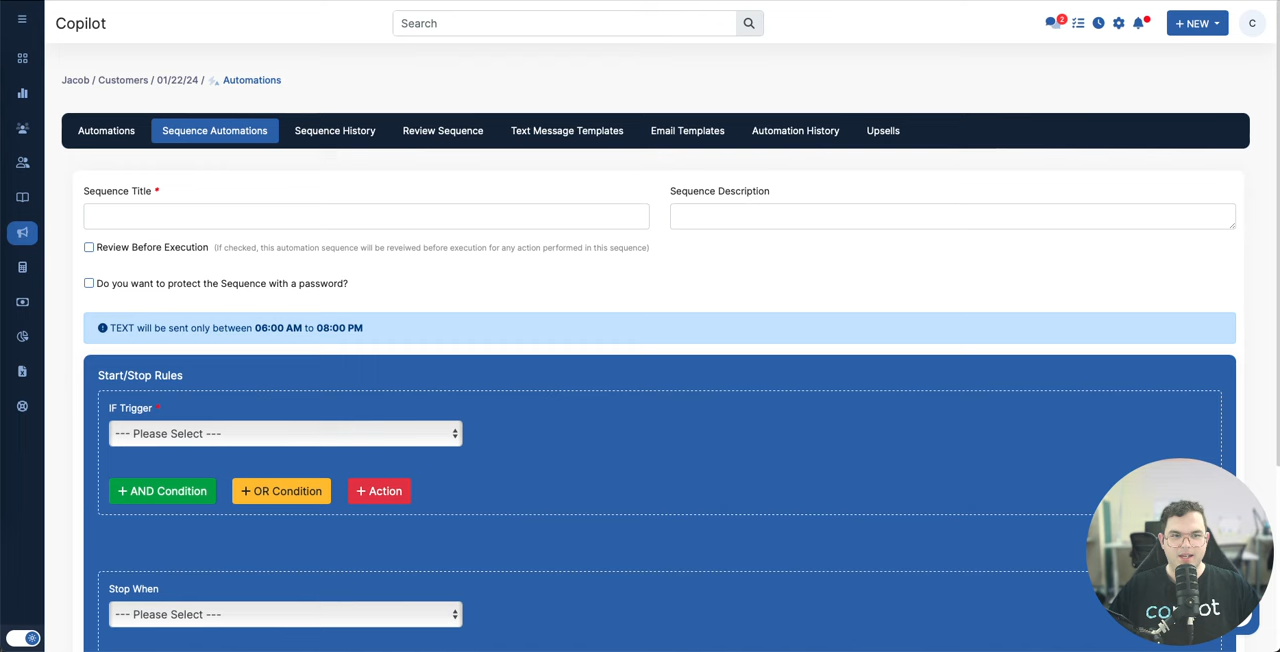 Copilot
Search
2
+ NEW
C
Jacob / Customers / 01/22/24 / Automations
Automations
Sequence Automations
Sequence History
Review Sequence
Text Message Templates
Email Templates
Automation History
Upsells
Sequence Title *
Sequence Description
Review Before Execution (If checked, this automation sequence will be reveiwed before execution for any action performed in this sequence)
Do you want to protect the Sequence with a password?
TEXT will be sent only between 06:00 AM to 08:00 PM
Start/Stop Rules
IF Trigger *
--- Please Select ---
+ AND Condition
+ OR Condition
+ Action
Stop When
--- Please Select ---